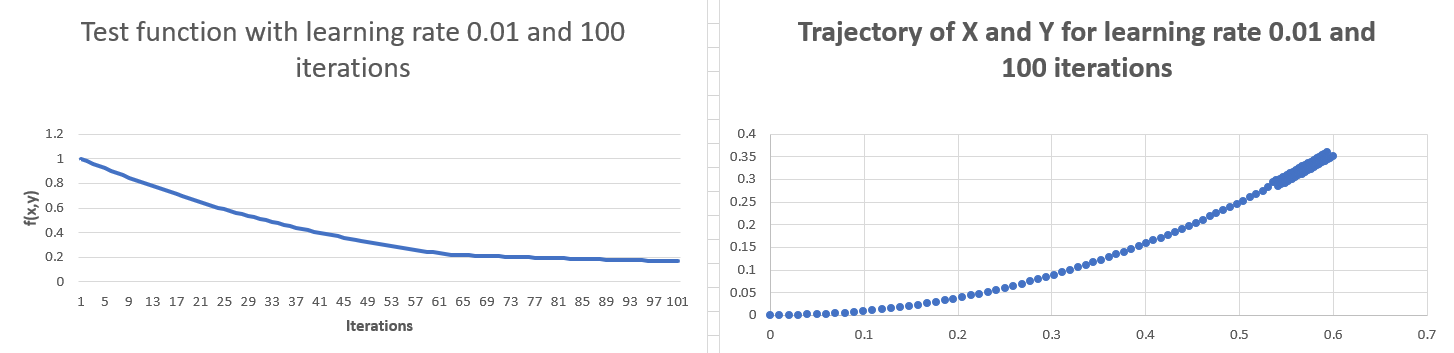 Test function with learning rate 0.01 and 100
iterations
1.2
1
0.8
0.6
0.4
0.2
0
f(x,y)
1 5 9 13 17 21 25 29 33 37 41 45 49 53 57 61 65 69 73 77 81 85 89 93 97 101
Iterations
Trajectory of X and Y for learning rate 0.01 and
100 iterations
0.4
0.35
0.3
0.25
0.2
0.15
0.1
0.05
0
0 0.1 0.2 0.3 0.4 0.5 0.6 0.7